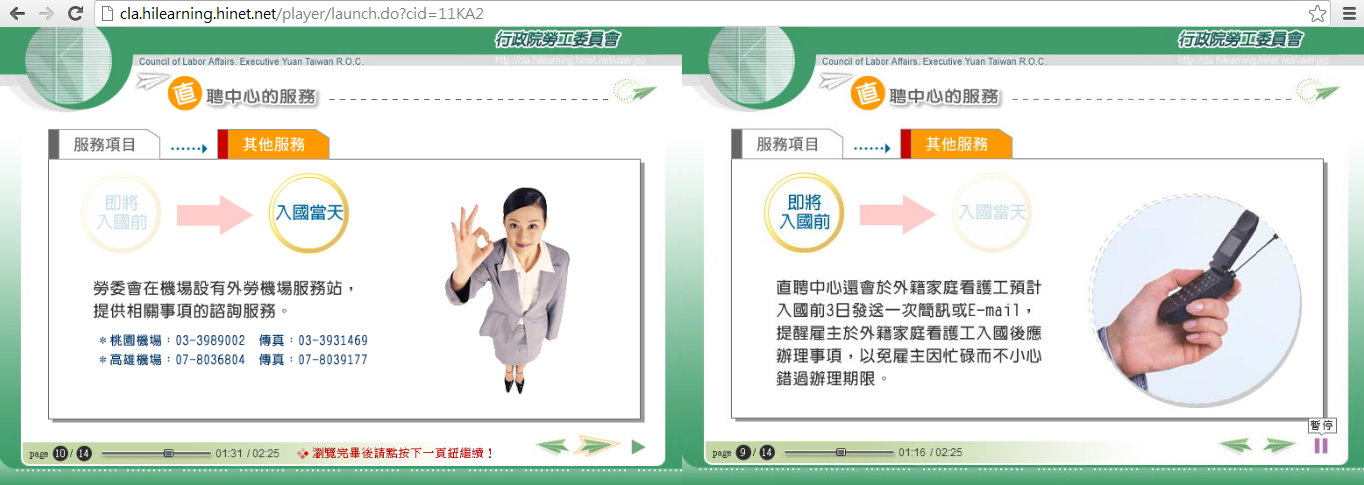 cla.hilearning.hinet.net/player/launch.do?cid=11KA2
行政院勞工委員會
Council of Labor Affairs. Executive Yuan Taiwan R.O.C.
http://cla.hilearning.hinet.net/user.jsp
直聘中心的服務
服務項目
其他服務
即將
入國前
入國當天
勞委會在機場設有外勞機場服務站，
提供相關事項的諮詢服務。
＊桃園機場：03-3989002 傳真：03-3931469
＊高雄機場：07-8036804 傳真：07-8039177
page 10 / 14
01:31 / 02:25
瀏覽完畢後請點按下一頁鈕繼續！
行政院勞工委員會
Council of Labor Affairs. Executive Yuan Taiwan R.O.C.
http://cla.hilearning.hinet.net/user.jsp
直聘中心的服務
服務項目
其他服務
即將
入國前
入國當天
直聘中心還會於外籍家庭看護工預計
入國前3日發送一次簡訊或E-mail，
提醒雇主於外籍家庭看護工入國後應
辦理事項，以免雇主因忙碌而不小心
錯過辦理期限。
暫停
page 9 / 14
01:16 / 02:25